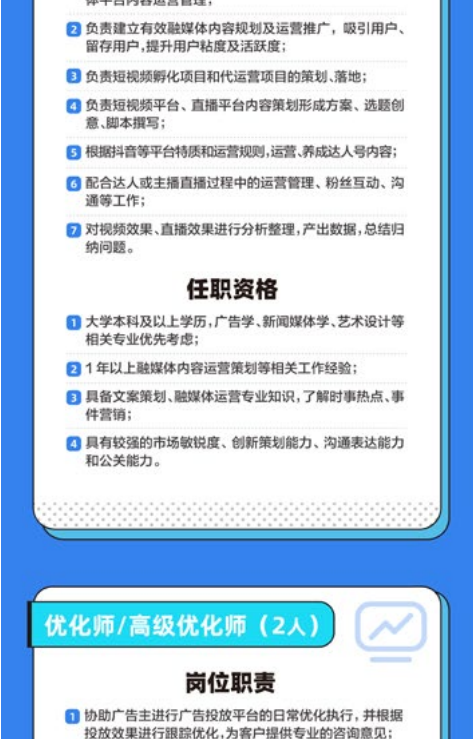 体平台内容运营管理;
2 负责建立有效融媒体内容规划及运营推广，吸引用户、
留存用户,提升用户粘度及活跃度;
3 负责短视频孵化项目和代运营项目的策划、落地;
4 负责短视频平台、直播平台内容策划形成方案、选题创
意、脚本撰写;
5 根据抖音等平台特质和运营规则,运营、养成达人号内容;
6 配合达人或主播直播过程中的运营管理、粉丝互动、沟
通等工作;
7 对视频效果、直播效果进行分析整理,产出数据,总结归
纳问题。
任职资格
1 大学本科及以上学历,广告学、新闻媒体学、艺术设计等
相关专业优先考虑;
2 1年以上融媒体内容运营策划等相关工作经验;
3 具备文案策划、融媒体运营专业知识,了解时事热点、事
件营销;
4 具有较强的市场敏锐度、创新策划能力、沟通表达能力
和公关能力。
优化师/高级优化师（2人）
岗位职责
1 协助广告主进行广告投放平台的日常优化执行，并根据
投放效果进行跟踪优化,为客户提供专业的咨询意见;